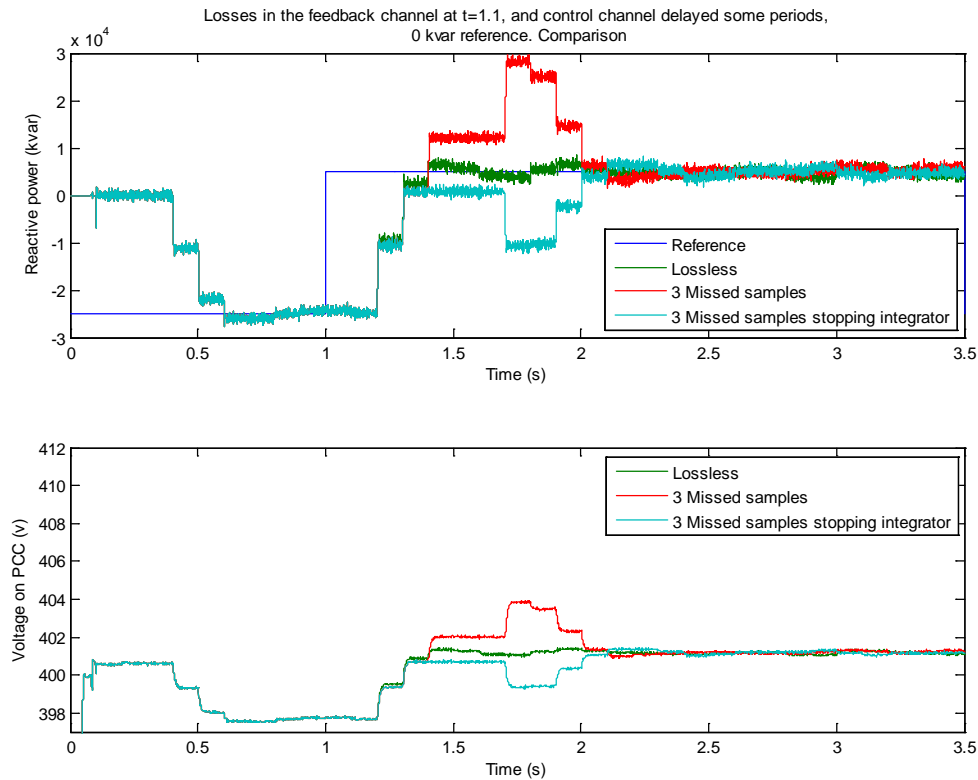 Losses in the feedback channel at t=1.1, and control channel delayed some periods,
0 kvar reference. Comparison
x 10^4
3
2
1
0
-1
-2
-3
Reactive power (kvar)
Reference
Lossless
3 Missed samples
3 Missed samples stopping integrator
0 0.5 1 1.5 2 2.5 3 3.5
Time (s)
412
410
408
406
404
402
400
398
Voltage on PCC (v)
Lossless
3 Missed samples
3 Missed samples stopping integrator
0 0.5 1 1.5 2 2.5 3 3.5
Time (s)